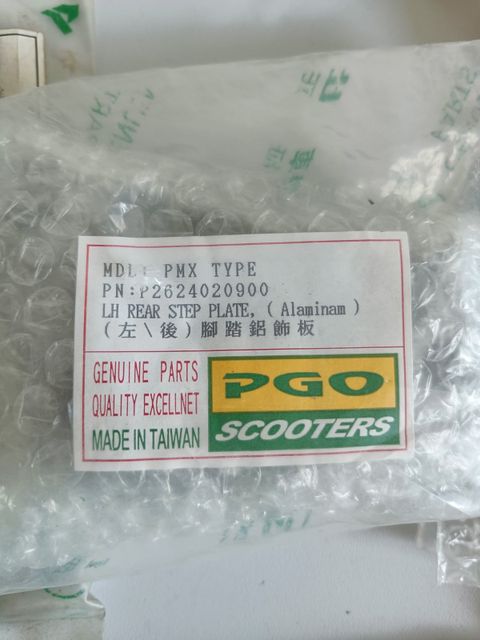 MDL: PMX TYPE
PN:P2624020900
LH REAR STEP PLATE, ( Alaminam )
( 左 \ 後 ) 腳 踏 鋁 飾 板
GENUINE PARTS
QUALITY EXCELLNET
MADE IN TAIWAN
PGO
SCOOTERS